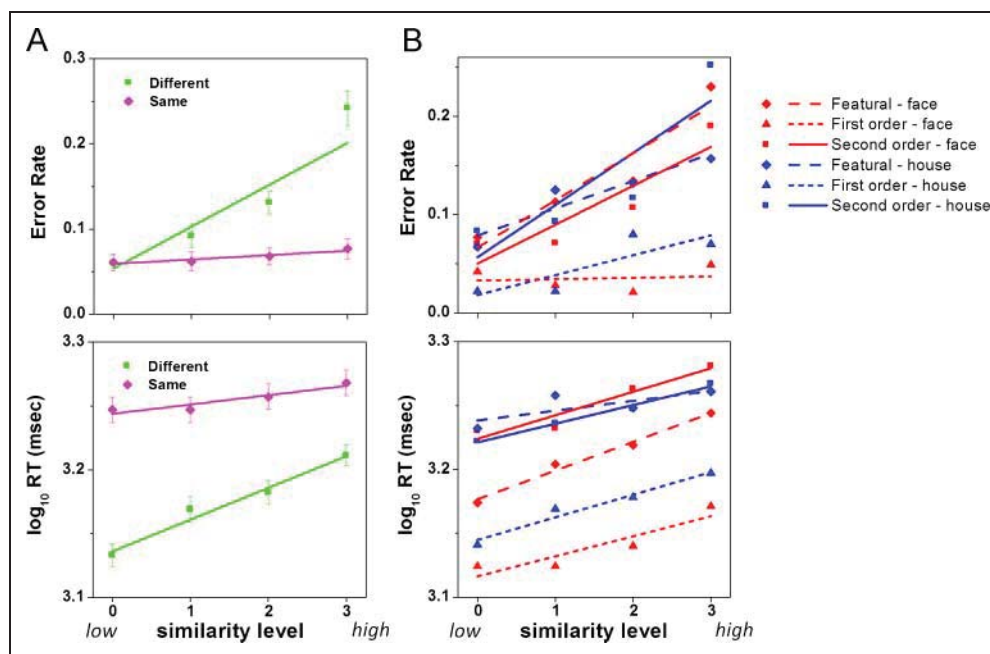 A
B
0.3
0.2
0.1
0.0
Error Rate
Different
Same
0.2
0.1
0.0
Error Rate
Featural - face
First order - face
Second order - face
Featural - house
First order - house
Second order - house
3.3
3.2
3.1
log10 RT (msec)
Different
Same
0 1 2 3
low similarity level high
3.3
3.2
3.1
log10 RT (msec)
0 1 2 3
low similarity level high